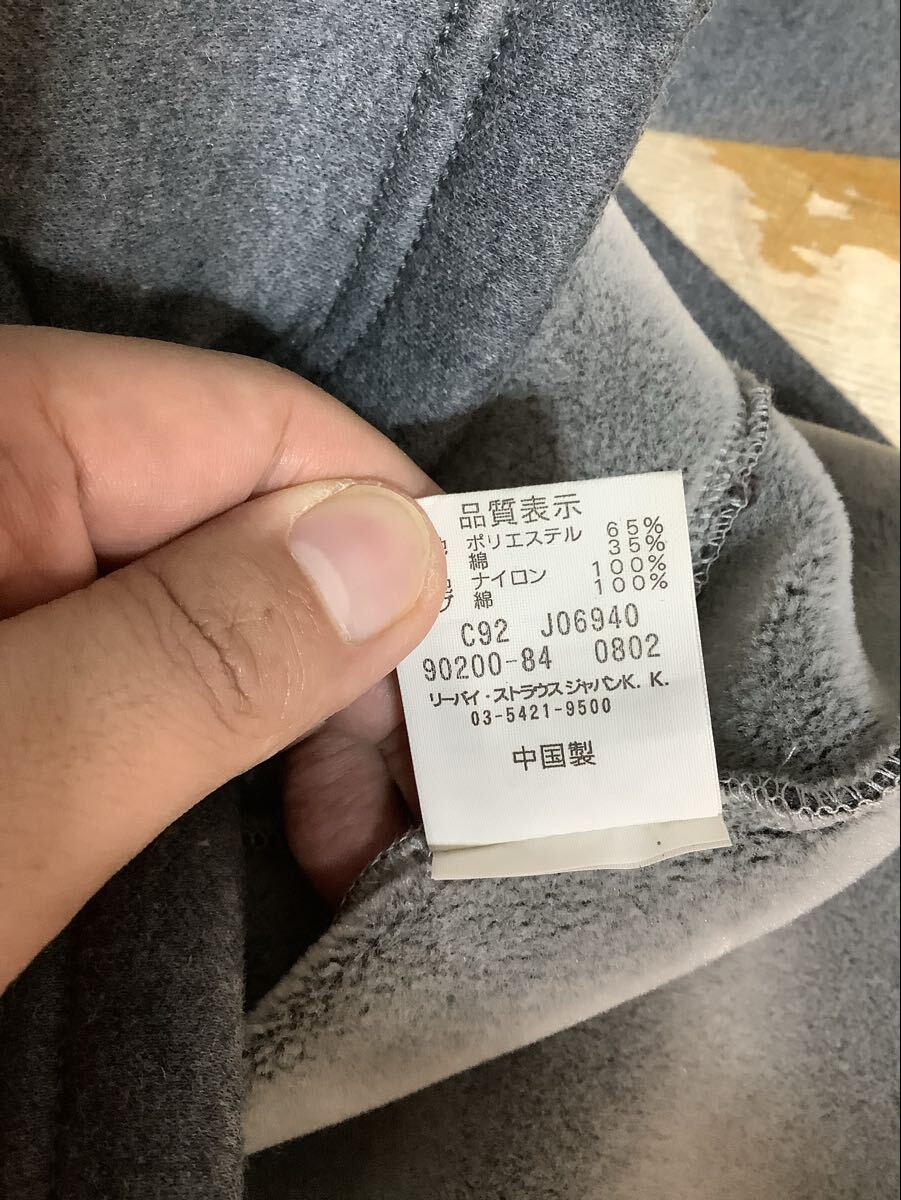 品質表示
ポリエステル 65%
綿 35%
ナイロン 100%
綿 100%
C92 J06940
90200-84 0802
リーバイ・ストラウスジャパンK.K.
03-5421-9500
中国製